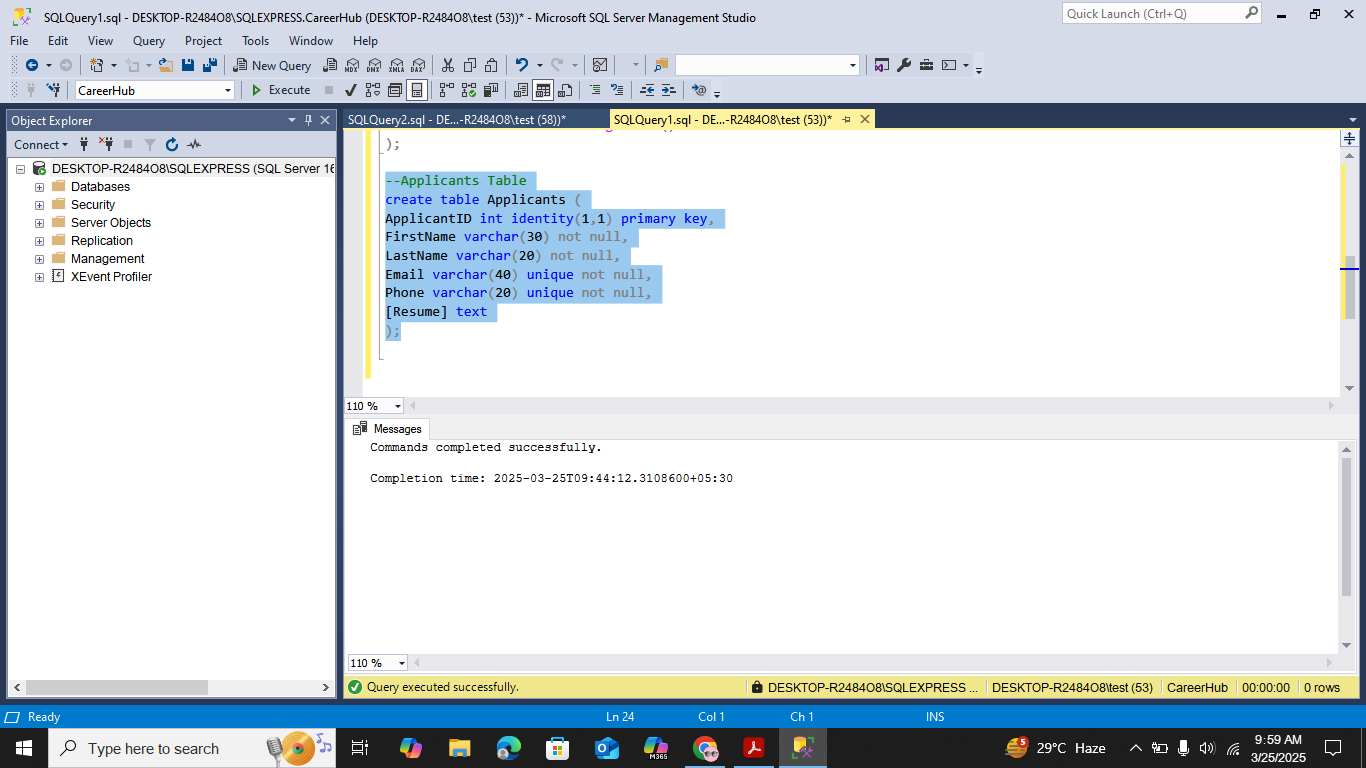 SQLQuery1.sql - DESKTOP-R2484O8\SQLEXPRESS.CareerHub (DESKTOP-R2484O8\test (53))* - Microsoft SQL Server Management Studio
Quick Launch (Ctrl+Q)
File Edit View Query Project Tools Window Help
New Query
MDX DMX XMLA DAX
CareerHub
Execute
Object Explorer
SQLQuery2.sql - DE...-R2484O8\test (58))*
SQLQuery1.sql - DE...-R2484O8\test (53))*
Connect
DESKTOP-R2484O8\SQLEXPRESS (SQL Server 16
Databases
Security
Server Objects
Replication
Management
XEvent Profiler
);
--Applicants Table
create table Applicants (
ApplicantID int identity(1,1) primary key,
FirstName varchar(30) not null,
LastName varchar(20) not null,
Email varchar(40) unique not null,
Phone varchar(20) unique not null,
[Resume] text
);
110 %
Messages
Commands completed successfully.
Completion time: 2025-03-25T09:44:12.3108600+05:30
110 %
Query executed successfully.
DESKTOP-R2484O8\SQLEXPRESS ...
DESKTOP-R2484O8\test (53)
CareerHub
00:00:00
0 rows
Ready
Ln 24
Col 1
Ch 1
INS
Type here to search
M365
5
29°C Haze
9:59 AM
3/25/2025